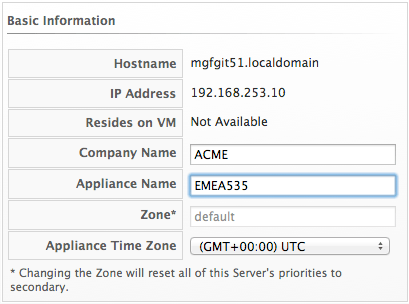 Basic Information
Hostname mgfgit51.localdomain
IP Address 192.168.253.10
Resides on VM Not Available
Company Name ACME
Appliance Name EMEA535
Zone* default
Appliance Time Zone (GMT+00:00) UTC
* Changing the Zone will reset all of this Server's priorities to
secondary.